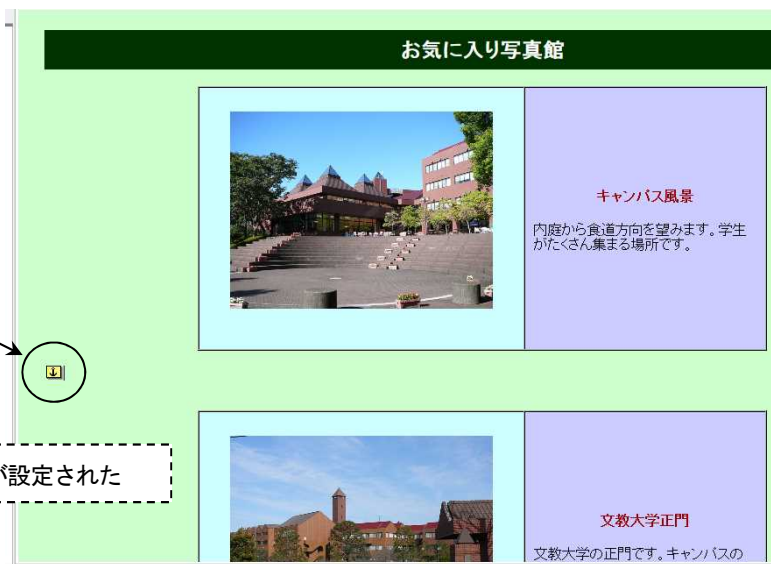 お気に入り写真館
キャンパス風景
内庭から食道方向を望みます。学生
がたくさん集まる場所です。
が設定された
文教大学正門
文教大学の正門です。キャンパスの